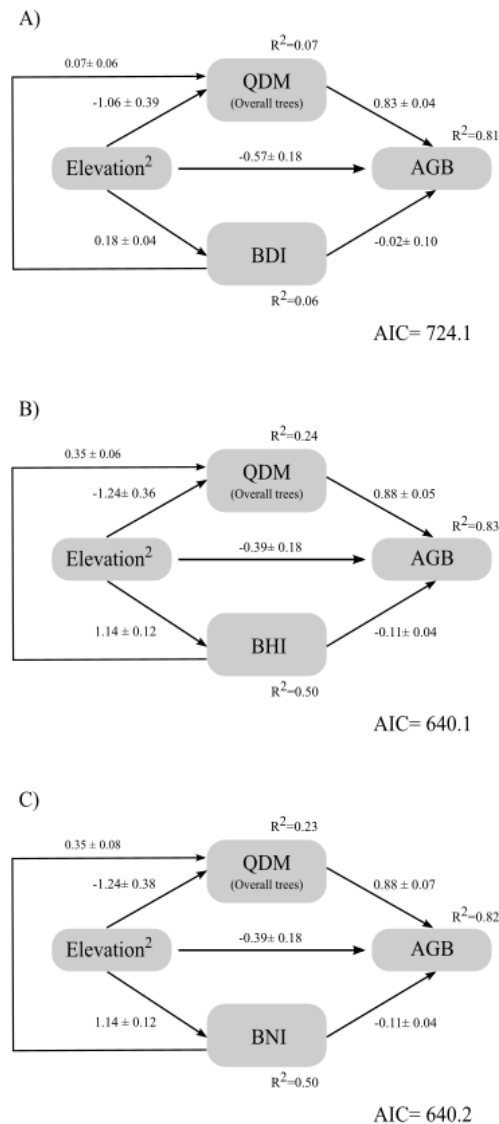 A)
R²=0.07
0.07± 0.06
QDM
(Overall trees)
-1.06 ± 0.39
0.83 ± 0.04
R²=0.81
Elevation²
-0.57± 0.18
AGB
0.18 ± 0.04
BDI
-0.02± 0.10
R²=0.06
AIC= 724.1
B)
R²=0.24
0.35 ± 0.06
QDM
(Overall trees)
-1.24± 0.36
0.88 ± 0.05
R²=0.83
Elevation²
-0.39± 0.18
AGB
1.14 ± 0.12
BHI
-0.11± 0.04
R²=0.50
AIC= 640.1
C)
R²=0.23
0.35 ± 0.08
QDM
(Overall trees)
-1.24± 0.38
0.88 ± 0.07
R²=0.82
Elevation²
-0.39± 0.18
AGB
1.14 ± 0.12
BNI
-0.11± 0.04
R²=0.50
AIC= 640.2